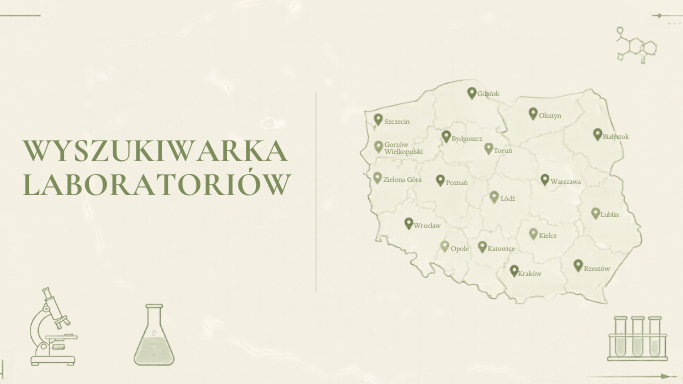 WYSZUKIWARKA
LABORATORIÓW
Gdańsk
Szczecin
Olsztyn
Białystok
Bydgoszcz
Gorzów
Wielkopolski
Toruń
Zielona Góra
Poznań
Warszawa
Łódź
Lublin
Wrocław
Kielce
Opole
Katowice
Kraków
Rzeszów